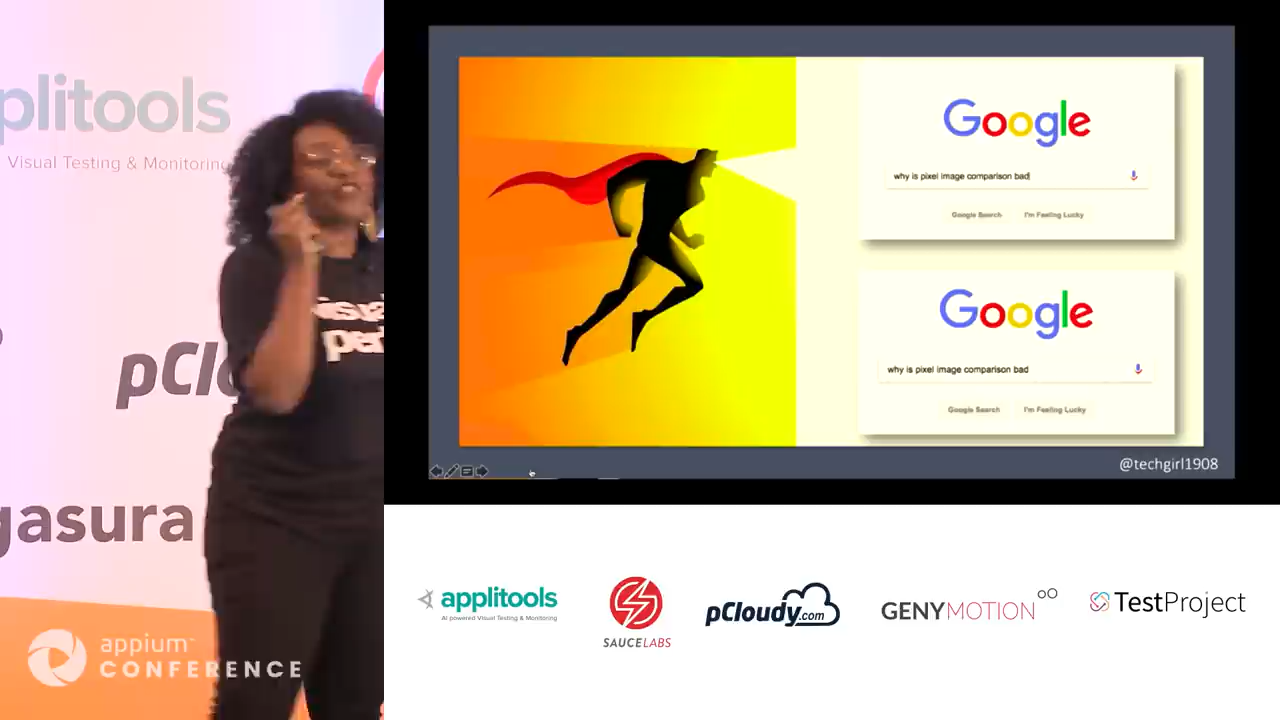 plitools
Visual Testing & Monitoring
pCl
gasura
appium
CONFERENCE
Google
why is pixel image comparison bad
Google Search I'm Feeling Lucky
Google
why is pixel image comparison bad
Google Search I'm Feeling Lucky
@techgirl1908
applitools
AI powered Visual Testing & Monitoring
SAUCELABS
pCloudy.com
GENYMOTION
TestProject